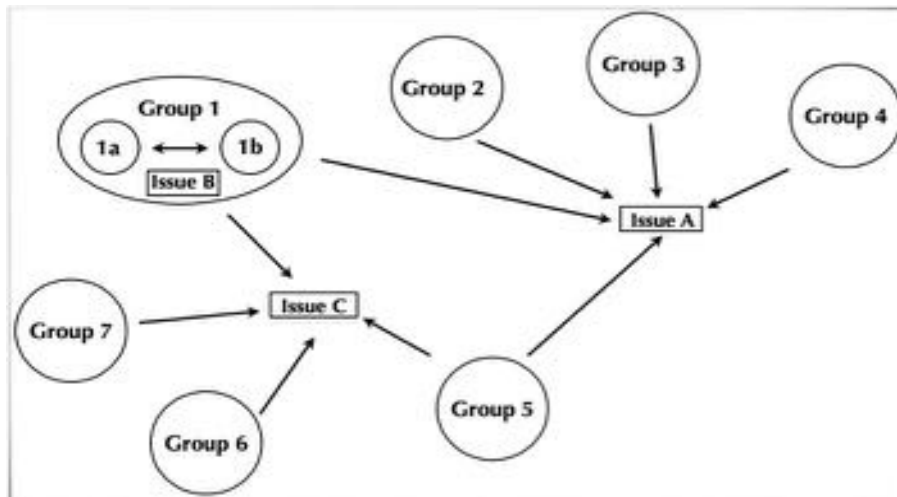 Group 3
Group 2
Group 1
Group 4
1a
1b
Issue B
Issue A
Issue C
Group 7
Group 5
Group 6